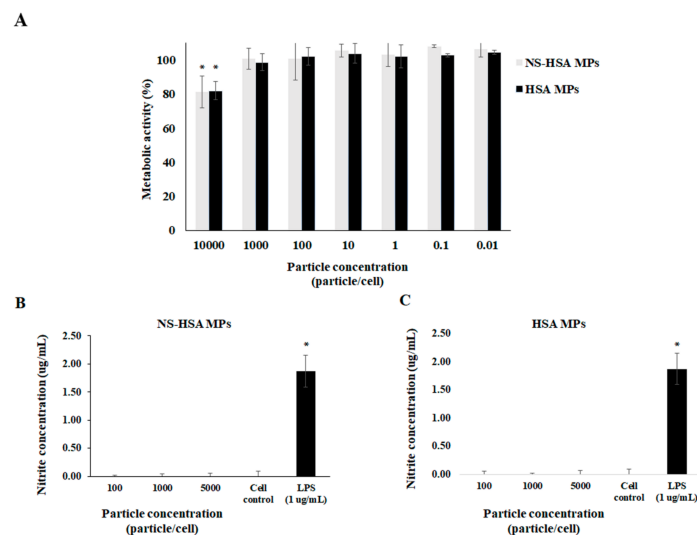 A
Metabolic activity (%)
100
80
60
40
20
0
* *
NS-HSA MPs
HSA MPs
10000 1000 100 10 1 0.1 0.01
Particle concentration
(particle/cell)
B
NS-HSA MPs
Nitrite concentration (ug/mL)
2.50
2.00
1.50
1.00
0.50
0.00
*
100 1000 5000 Cell control LPS (1 ug/mL)
Particle concentration
(particle/cell)
C
HSA MPs
Nitrite concentration (ug/mL)
2.50
2.00
1.50
1.00
0.50
0.00
*
100 1000 5000 Cell control LPS (1 ug/mL)
Particle concentration
(particle/cell)